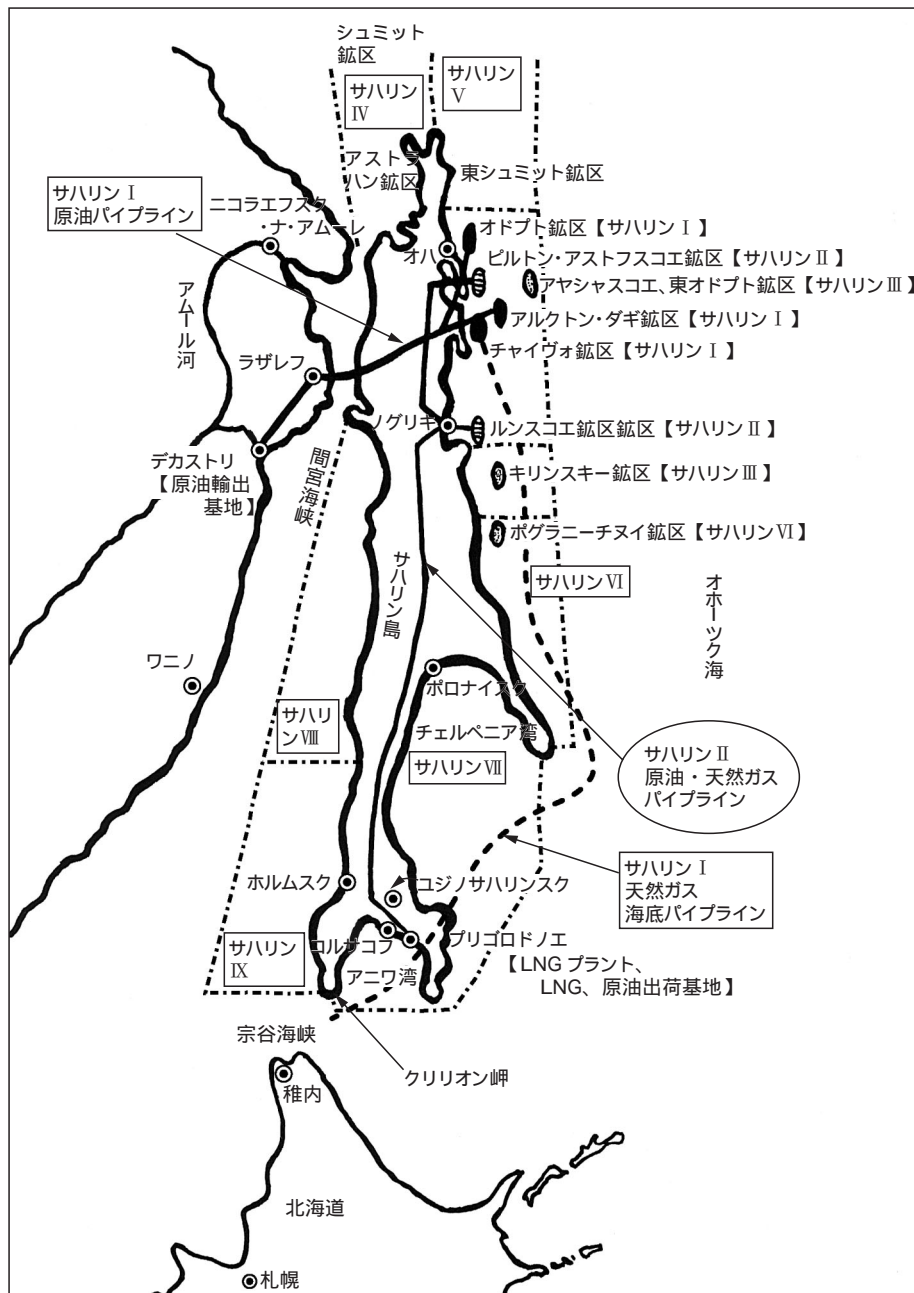 シュミット
鉱区
サハリン
Ⅳ
サハリン
Ⅴ
アストラ
ハン鉱区
東シュミット鉱区
サハリンⅠ
原油パイプライン
ニコラエフスク
・ナ・アムーレ
オドプト鉱区【サハリンⅠ】
オハ
ピルトン・アストフスコエ鉱区【サハリンⅡ】
アヤシャスコエ、東オドプト鉱区【サハリンⅢ】
アムール河
アルクトン・ダギ鉱区【サハリンⅠ】
チャイヴォ鉱区【サハリンⅠ】
ラザレフ
ノグリキ
ルンスコエ鉱区鉱区【サハリンⅡ】
デカストリ
【原油輸出
基地】
間宮海峡
キリンスキー鉱区【サハリンⅢ】
ポグラニーチヌイ鉱区【サハリンⅥ】
サハリン島
サハリンⅥ
オホーツク海
ワニノ
ポロナイスク
サハリ
ンⅧ
チェルペニア湾
サハリンⅦ
サハリンⅡ
原油・天然ガス
パイプライン
サハリンⅠ
天然ガス
海底パイプライン
ホルムスク
ユジノサハリンスク
サハリン
Ⅸ
コルサコフ
プリゴロドノエ
【LNGプラント、
LNG、原油出荷基地】
アニワ湾
宗谷海峡
クリリオン岬
稚内
北海道
札幌